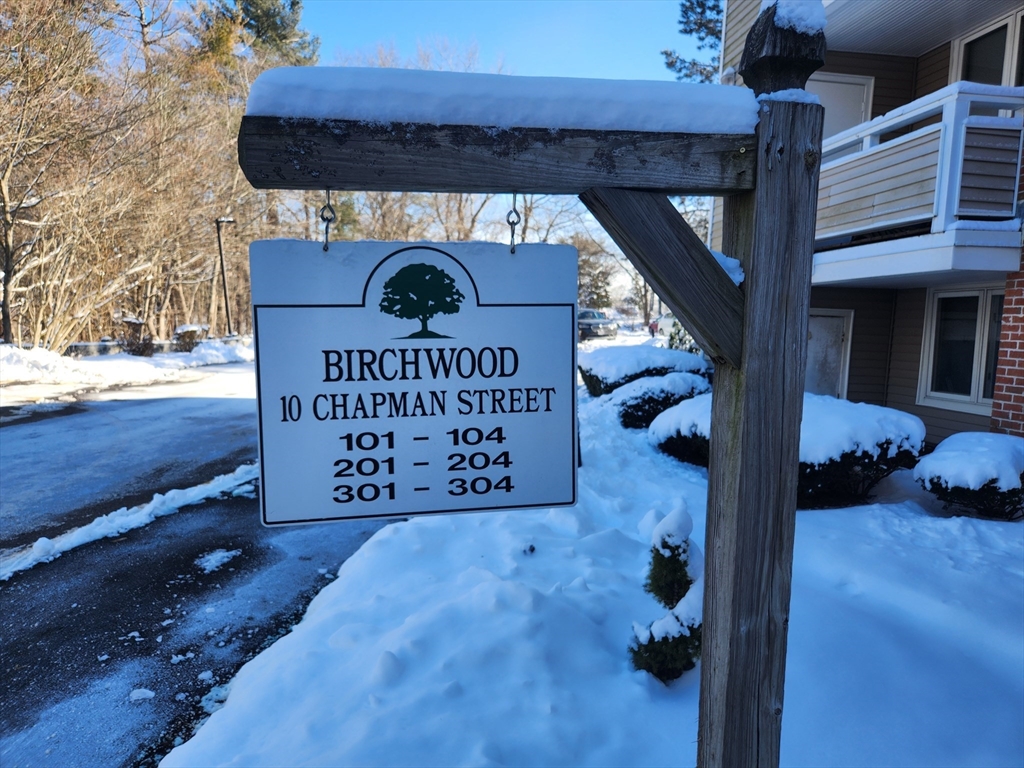 BIRCHWOOD
10 CHAPMAN STREET
101 - 104
201 - 204
301 - 304